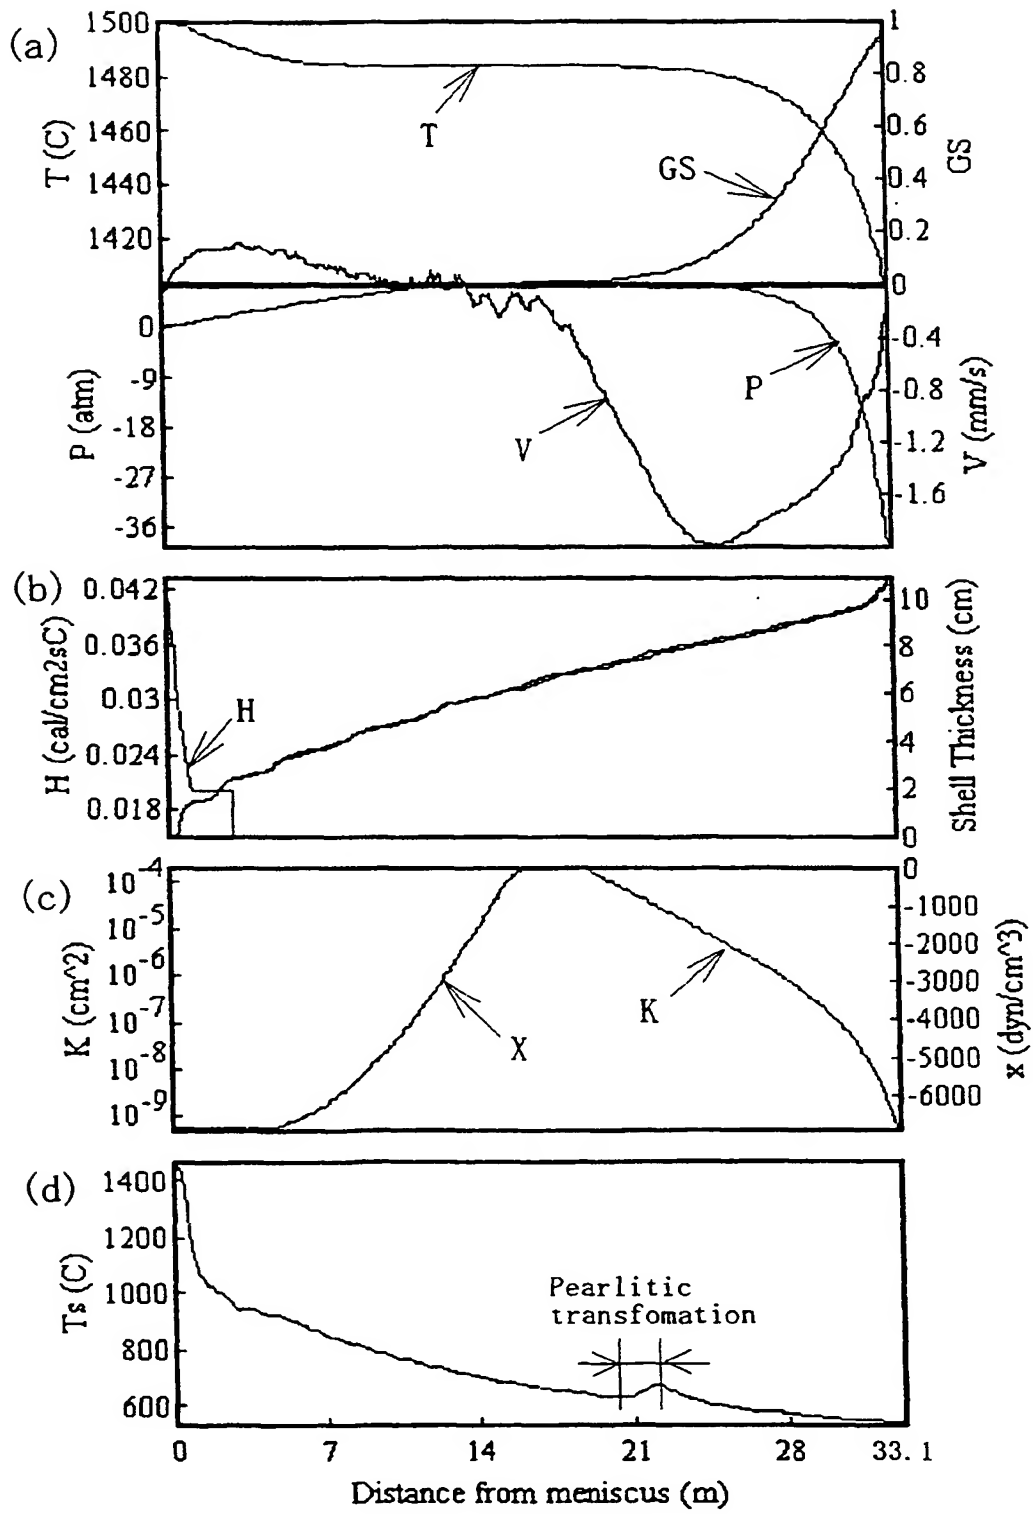 (a)
1500
1480
1460
1440
1420
T (C)
1
0.8
0.6
0.4
0.2
0
GS
T
GS
0
-9
-18
-27
-36
P (atm)
-0.4
-0.8
-1.2
-1.6
V (mm/s)
P
V
(b)
0.042
0.036
0.03
0.024
0.018
H (cal/cm2sC)
10
8
6
4
2
0
Shell Thickness (cm)
H
(c)
10^-4
10^-5
10^-6
10^-7
10^-8
10^-9
K (cm^2)
0
-1000
-2000
-3000
-4000
-5000
-6000
x (dyn/cm^3)
X
K
(d)
1400
1200
1000
800
600
Ts (C)
Pearlitic
transfomation
0 7 14 21 28 33.1
Distance from meniscus (m)